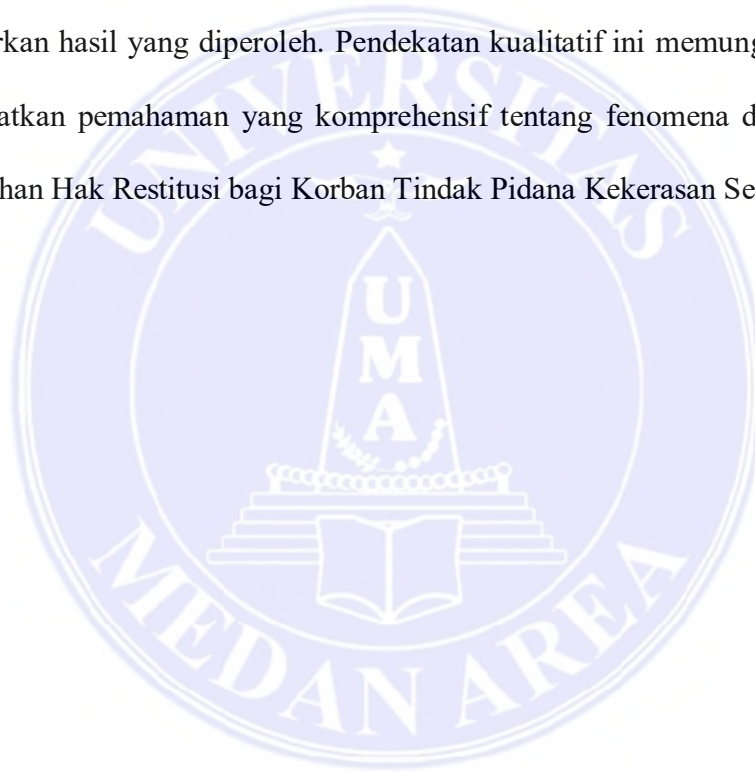 rkan hasil yang diperoleh. Pendekatan kualitatif ini memung
atkan pemahaman yang komprehensif tentang fenomena d
han Hak Restitusi bagi Korban Tindak Pidana Kekerasan Se
UNIVERSITAS
U
M
A
MEDAN AREA